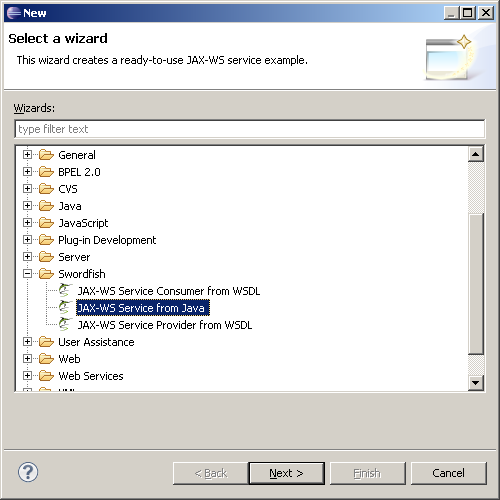 New
Select a wizard
This wizard creates a ready-to-use JAX-WS service example.
Wizards:
type filter text
General
BPEL 2.0
CVS
Java
JavaScript
Plug-in Development
Server
Swordfish
JAX-WS Service Consumer from WSDL
JAX-WS Service from Java
JAX-WS Service Provider from WSDL
User Assistance
Web
Web Services
? < Back Next > Finish Cancel